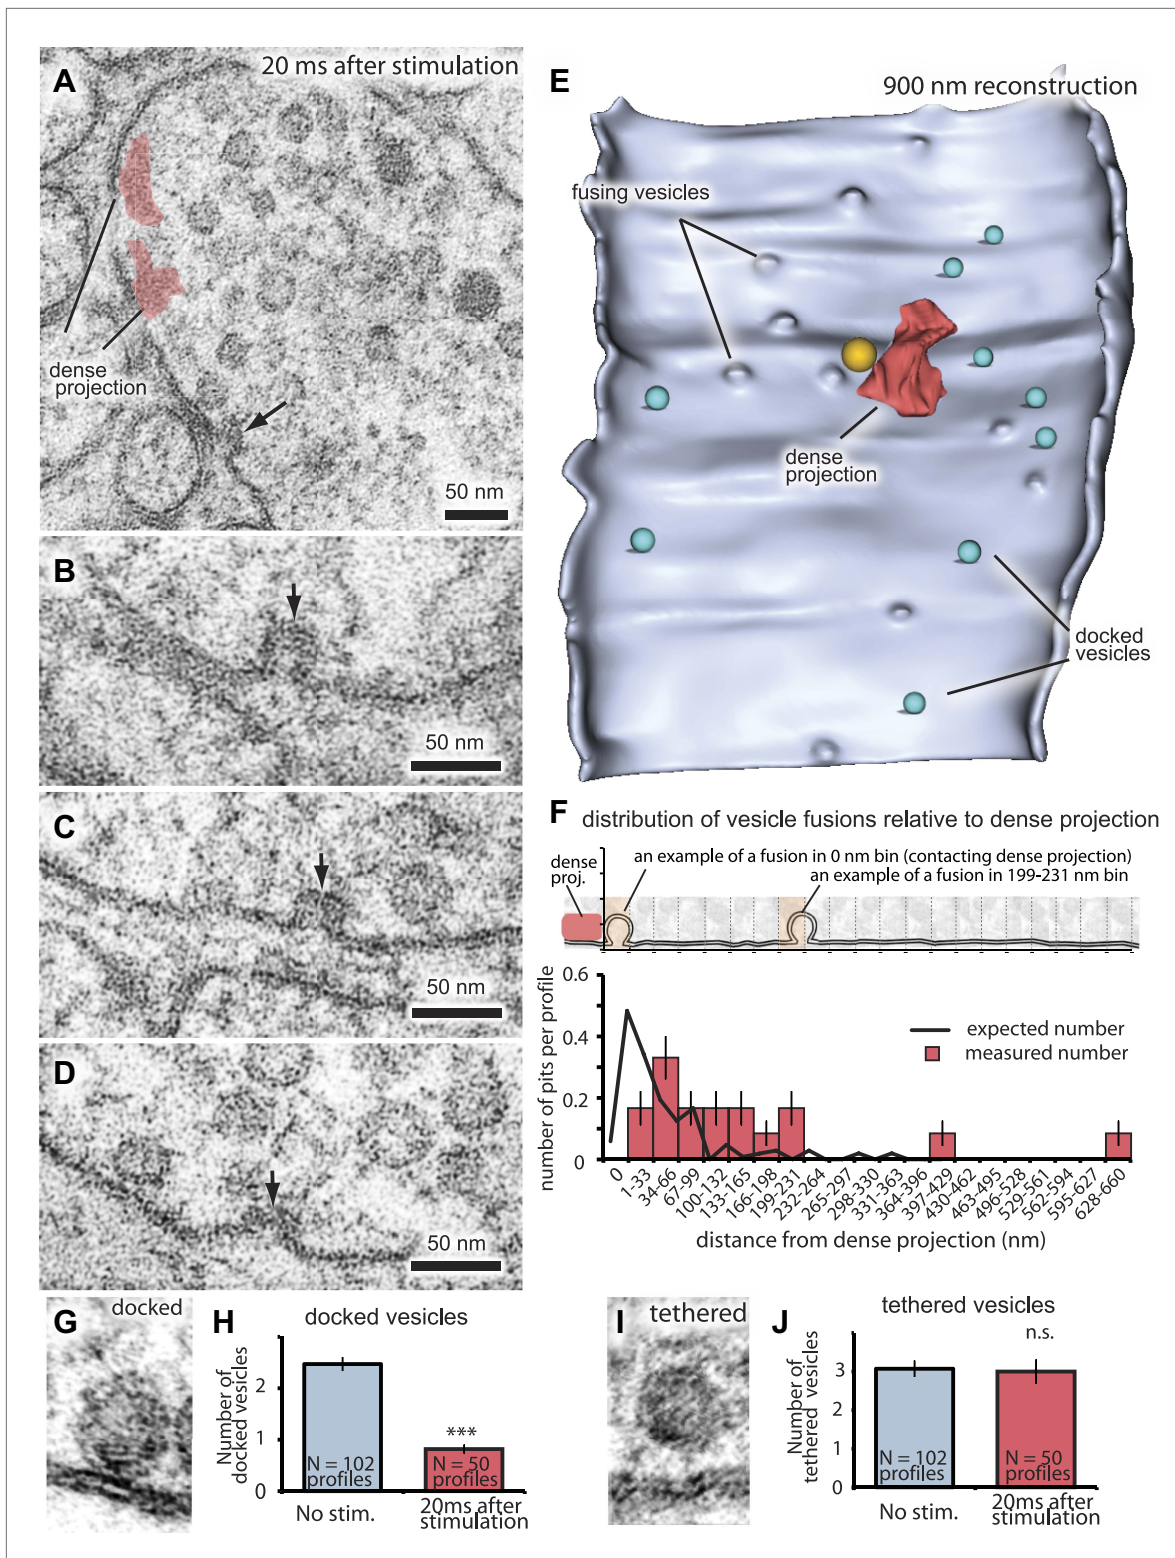 A
20 ms after stimulation
dense
projection
50 nm
B
50 nm
C
50 nm
D
50 nm
E
900 nm reconstruction
fusing vesicles
dense
projection
docked
vesicles
F
distribution of vesicle fusions relative to dense projection
dense
proj.
an example of a fusion in 0 nm bin (contacting dense projection)
an example of a fusion in 199-231 nm bin
number of pits per profile
0.6
0.4
0.2
0
expected number
measured number
0
1-33
34-66
67-99
100-132
133-165
166-198
199-231
232-264
265-297
298-330
331-363
364-396
397-429
430-462
463-495
496-528
529-561
562-594
595-627
628-660
distance from dense projection (nm)
G
docked
H
docked vesicles
Number of
docked vesicles
2
1
0
***
N = 102
profiles
N = 50
profiles
No stim.
20ms after
stimulation
I
tethered
J
tethered vesicles
n.s.
Number of
tethered vesicles
3
2
1
0
N = 102
profiles
N = 50
profiles
No stim.
20ms after
stimulation